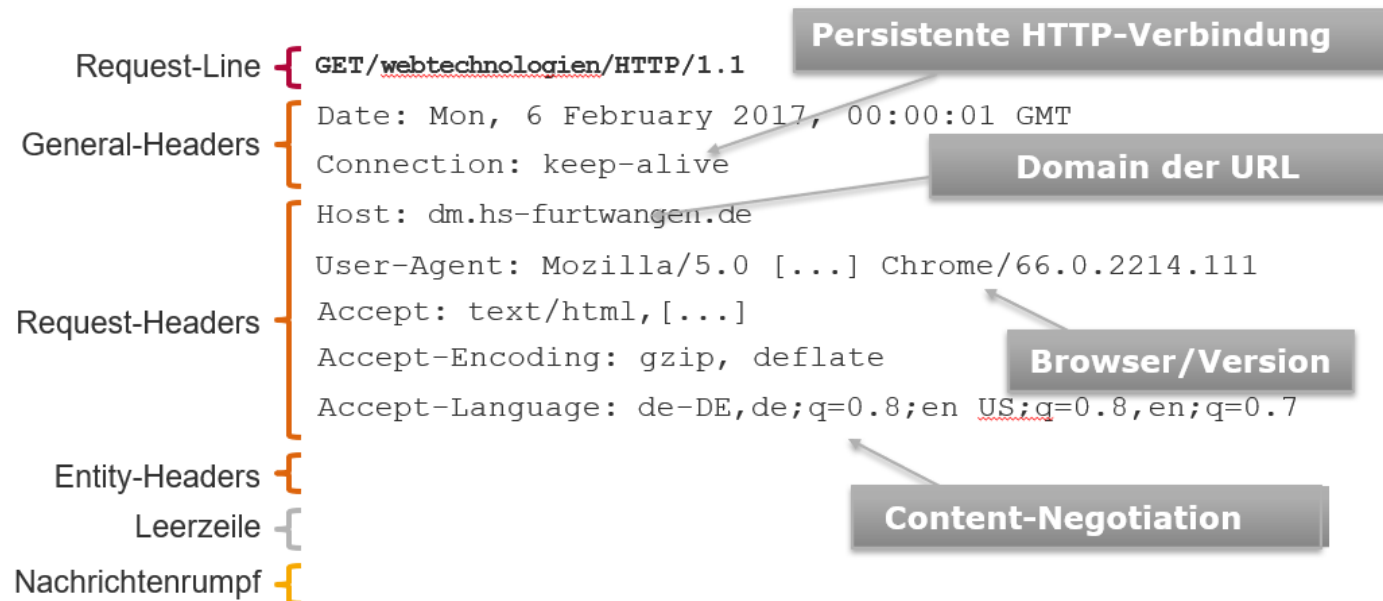 Persistente HTTP-Verbindung
Request-Line
GET/webtechnologien/HTTP/1.1
General-Headers
Date: Mon, 6 February 2017, 00:00:01 GMT
Connection: keep-alive
Domain der URL
Request-Headers
Host: dm.hs-furtwangen.de
User-Agent: Mozilla/5.0 [...] Chrome/66.0.2214.111
Accept: text/html,[...]
Accept-Encoding: gzip, deflate
Browser/Version
Accept-Language: de-DE,de;q=0.8;en US;q=0.8,en;q=0.7
Entity-Headers
Content-Negotiation
Leerzeile
Nachrichtenrumpf